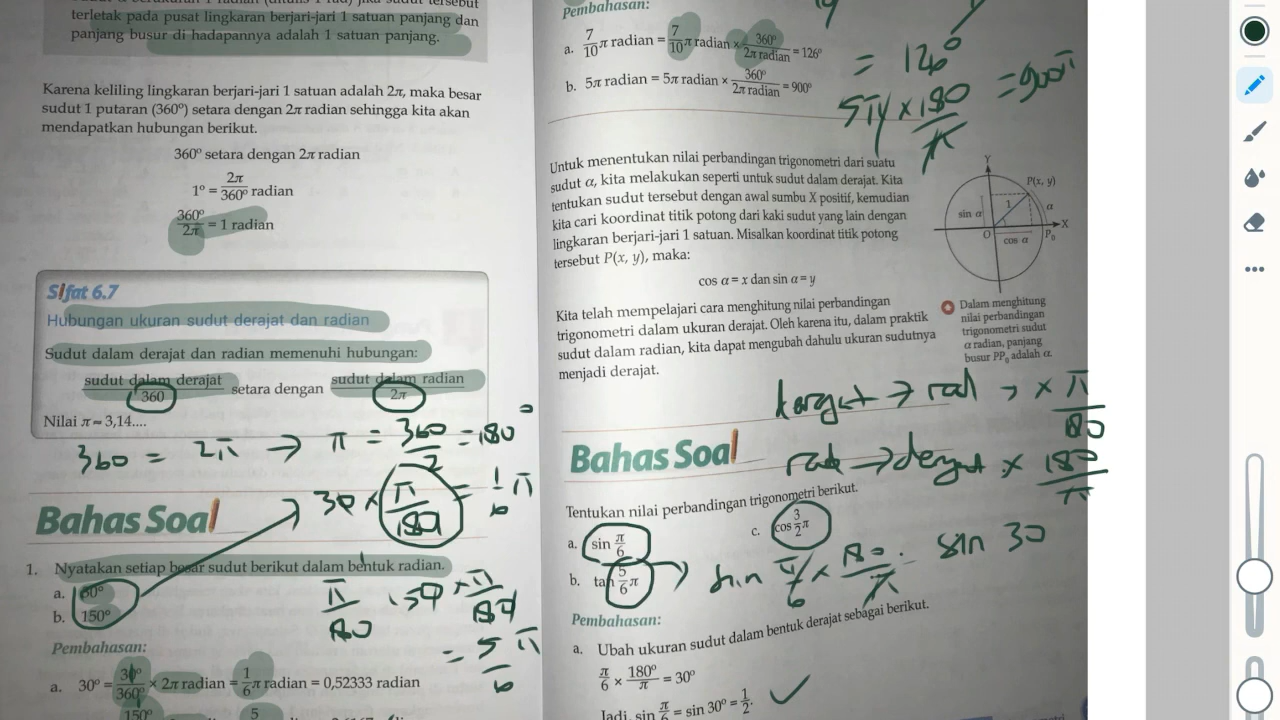 terletak pada pusat lingkaran berjari-jari 1 satuan panjang dan
panjang busur di hadapannya adalah 1 satuan panjang.
Karena keliling lingkaran berjari-jari 1 satuan adalah 2π, maka besar
sudut 1 putaran (360°) setara dengan 2π radian sehingga kita akan
mendapatkan hubungan berikut.
360° setara dengan 2π radian
1° = 2π/360° radian
360°/2π = 1 radian
Sifat 6.7
Hubungan ukuran sudut derajat dan radian
Sudut dalam derajat dan radian memenuhi hubungan:
sudut dalam derajat/360 setara dengan sudut dalam radian/2π
Nilai π ≈ 3,14....
360 = 2π → π = 360/2 = 180°
30 × π/180 = 1/6 π
Bahas Soal
1. Nyatakan setiap besar sudut berikut dalam bentuk radian.
a. 30°
b. 150°
π/180 150 × π/180
= 5/6 π
Pembahasan:
a. 30° = 30°/360° × 2π radian = 1/6 π radian = 0,52333 radian
150° 5
Pembahasan:
a. 7/10 π radian = 7/10 π radian × 360°/2π radian = 126°
b. 5π radian = 5π radian × 360°/2π radian = 900°
= 126°
5π × 180/π = 900π
Untuk menentukan nilai perbandingan trigonometri dari suatu
sudut α, kita melakukan seperti untuk sudut dalam derajat. Kita
tentukan sudut tersebut dengan awal sumbu X positif, kemudian
kita cari koordinat titik potong dari kaki sudut yang lain dengan
lingkaran berjari-jari 1 satuan. Misalkan koordinat titik potong
tersebut P(x, y), maka:
cos α = x dan sin α = y
Y
P(x, y)
1
α
sin α
O
cos α
P₀
X
Kita telah mempelajari cara menghitung nilai perbandingan
trigonometri dalam ukuran derajat. Oleh karena itu, dalam praktik
sudut dalam radian, kita dapat mengubah dahulu ukuran sudutnya
menjadi derajat.
Dalam menghitung
nilai perbandingan
trigonometri sudut
α radian, panjang
busur PP₀ adalah α.
→ rad → × π/180
rad → × 180/π
Bahas Soal
Tentukan nilai perbandingan trigonometri berikut.
a. sin π/6
c. cos 3/2 π
b. tan 5/6 π
→ sin π/6 × 180/π = sin 30
Pembahasan:
a. Ubah ukuran sudut dalam bentuk derajat sebagai berikut.
π/6 × 180°/π = 30°
Jadi, sin π/6 = sin 30° = 1/2.